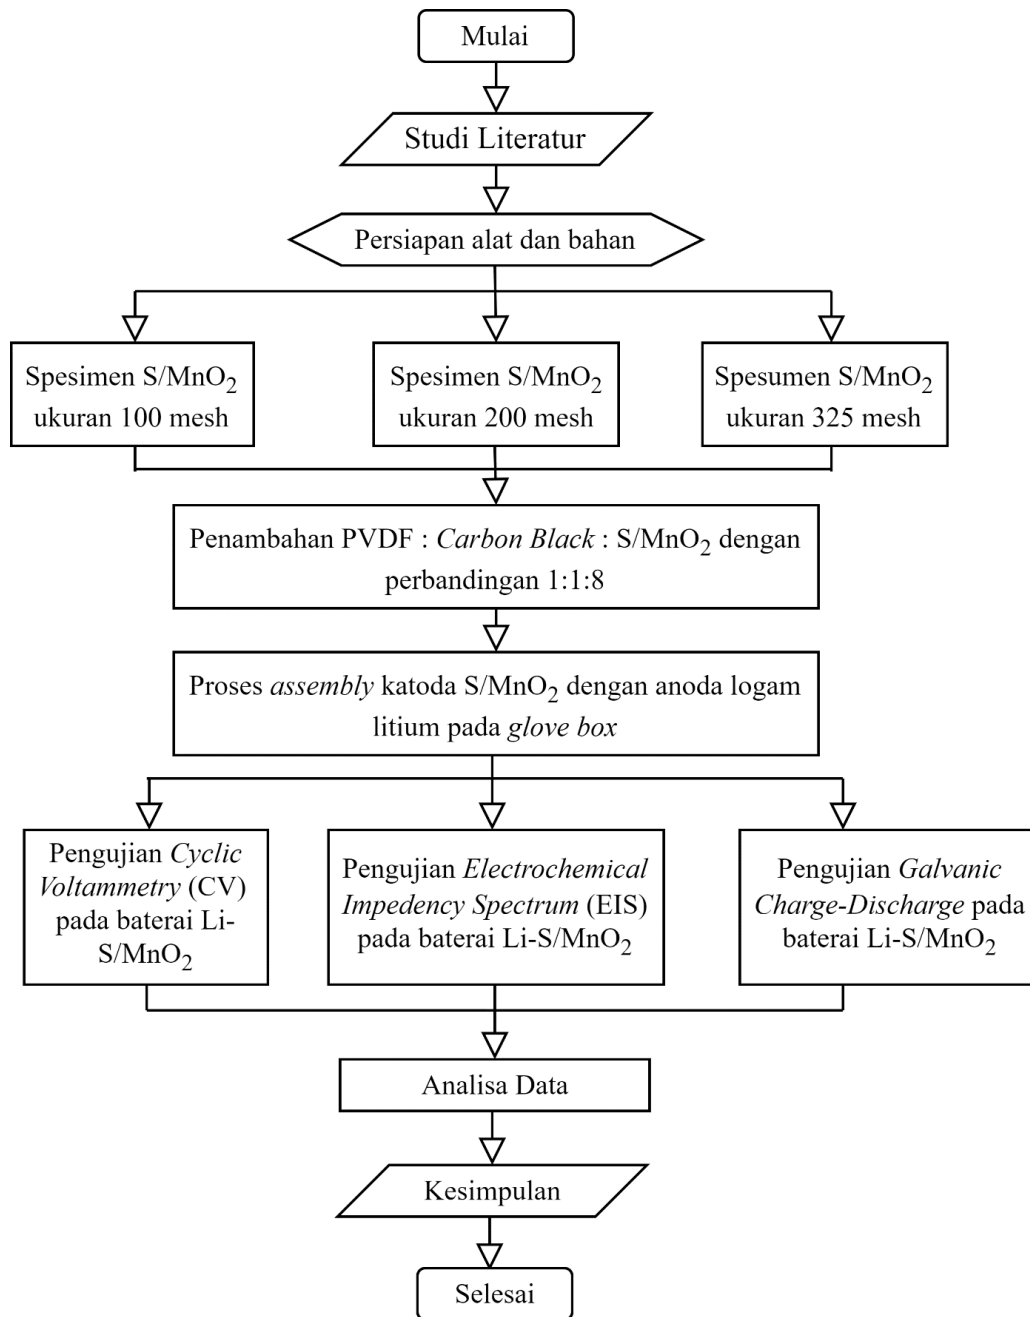 Mulai
Studi Literatur
Persiapan alat dan bahan
Spesimen S/MnO₂
ukuran 100 mesh
Spesimen S/MnO₂
ukuran 200 mesh
Spesumen S/MnO₂
ukuran 325 mesh
Penambahan PVDF : Carbon Black : S/MnO₂ dengan
perbandingan 1:1:8
Proses assembly katoda S/MnO₂ dengan anoda logam
litium pada glove box
Pengujian Cyclic
Voltammetry (CV)
pada baterai Li-
S/MnO₂
Pengujian Electrochemical
Impedency Spectrum (EIS)
pada baterai Li-S/MnO₂
Pengujian Galvanic
Charge-Discharge pada
baterai Li-S/MnO₂
Analisa Data
Kesimpulan
Selesai